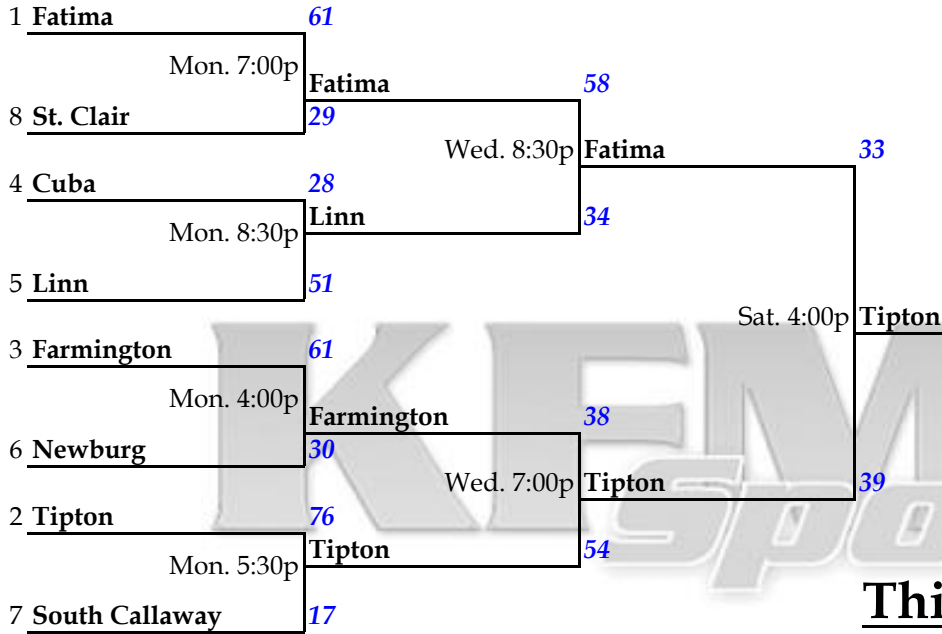 1 Fatima 61
Mon. 7:00p
Fatima 58
8 St. Clair 29
Wed. 8:30p Fatima 33
4 Cuba 28
Linn 34
Mon. 8:30p
5 Linn 51
Sat. 4:00p Tipton
3 Farmington 61
Mon. 4:00p
Farmington 38
6 Newburg 30
Wed. 7:00p Tipton 39
2 Tipton 76
Tipton 54
Mon. 5:30p
7 South Callaway 17
Thi
KFM
Spo